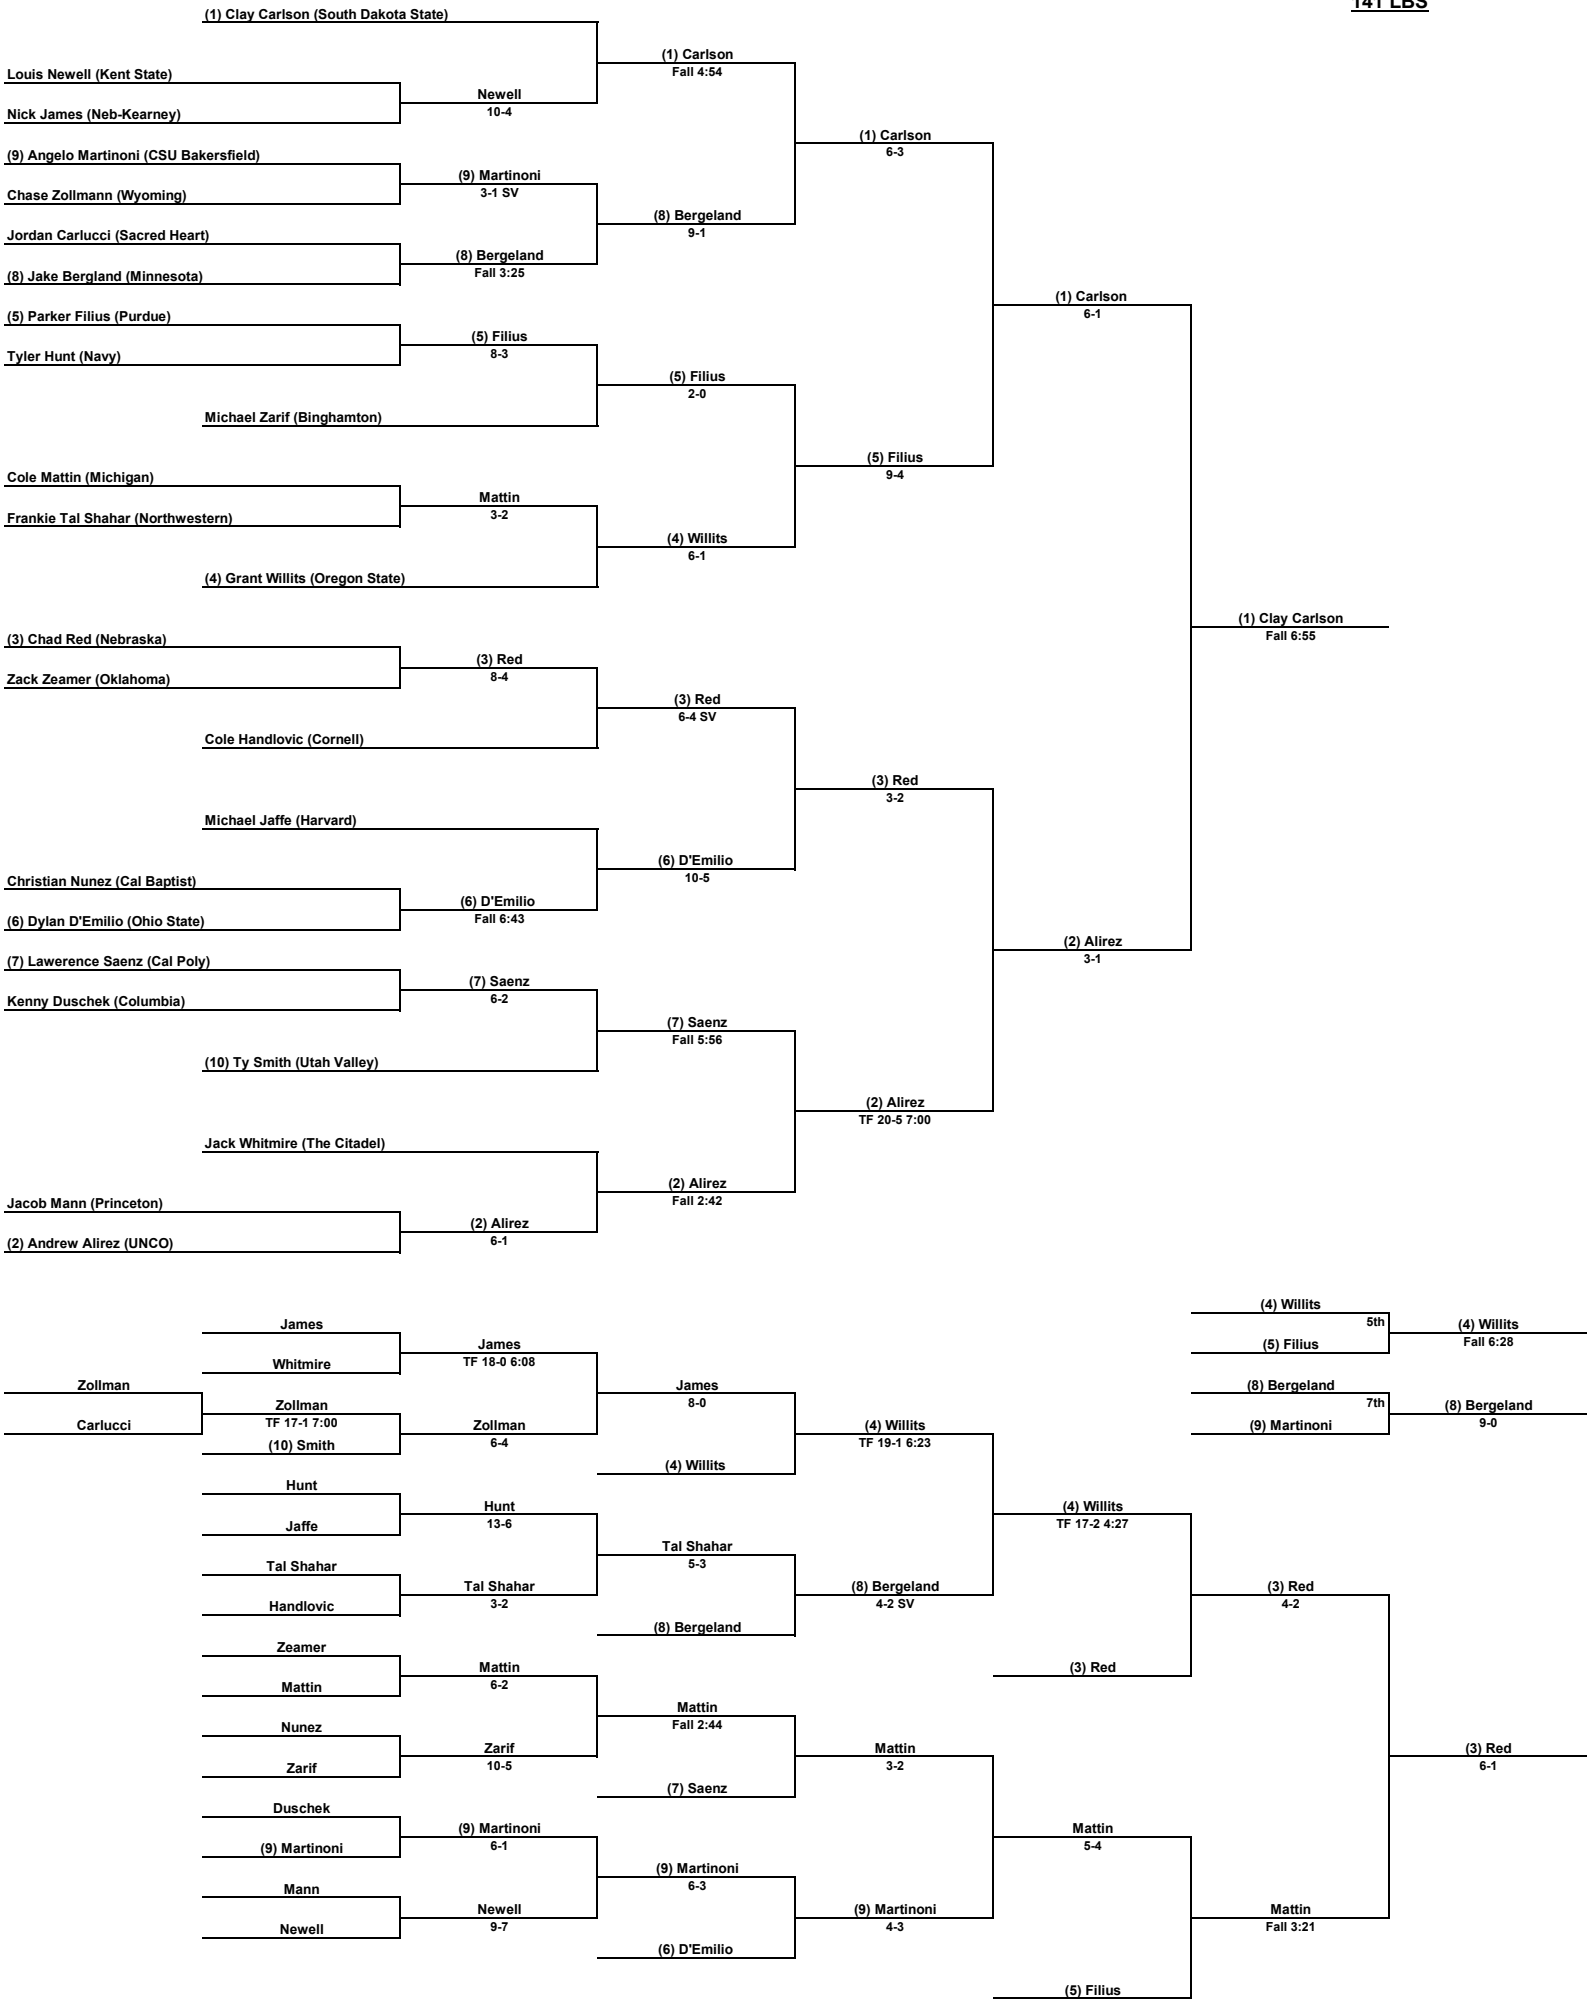 141 LBS
(1) Clay Carlson (South Dakota State)
(1) Carlson
Fall 4:54
Louis Newell (Kent State)
Newell
10-4
Nick James (Neb-Kearney)
(1) Carlson
6-3
(9) Angelo Martinoni (CSU Bakersfield)
(9) Martinoni
3-1 SV
Chase Zollmann (Wyoming)
(8) Bergeland
9-1
Jordan Carlucci (Sacred Heart)
(8) Bergeland
Fall 3:25
(8) Jake Bergland (Minnesota)
(1) Carlson
6-1
(5) Parker Filius (Purdue)
(5) Filius
8-3
Tyler Hunt (Navy)
(5) Filius
2-0
Michael Zarif (Binghamton)
(5) Filius
9-4
Cole Mattin (Michigan)
Mattin
3-2
Frankie Tal Shahar (Northwestern)
(4) Willits
6-1
(4) Grant Willits (Oregon State)
(1) Clay Carlson
Fall 6:55
(3) Chad Red (Nebraska)
(3) Red
8-4
Zack Zeamer (Oklahoma)
(3) Red
6-4 SV
Cole Handlovic (Cornell)
(3) Red
3-2
Michael Jaffe (Harvard)
(6) D'Emilio
10-5
Christian Nunez (Cal Baptist)
(6) D'Emilio
Fall 6:43
(6) Dylan D'Emilio (Ohio State)
(2) Alirez
3-1
(7) Lawerence Saenz (Cal Poly)
(7) Saenz
6-2
Kenny Duschek (Columbia)
(7) Saenz
Fall 5:56
(10) Ty Smith (Utah Valley)
(2) Alirez
TF 20-5 7:00
Jack Whitmire (The Citadel)
(2) Alirez
Fall 2:42
Jacob Mann (Princeton)
(2) Alirez
6-1
(2) Andrew Alirez (UNCO)
(4) Willits
5th
(4) Willits
Fall 6:28
(5) Filius
(8) Bergeland
7th
(8) Bergeland
9-0
(9) Martinoni
James
James
TF 18-0 6:08
Whitmire
Zollman
Zollman
TF 17-1 7:00
James
8-0
Carlucci
Zollman
6-4
(10) Smith
(4) Willits
TF 19-1 6:23
(4) Willits
Hunt
Hunt
13-6
(4) Willits
TF 17-2 4:27
Jaffe
Tal Shahar
5-3
Tal Shahar
Tal Shahar
3-2
(8) Bergeland
4-2 SV
(3) Red
4-2
Handlovic
(8) Bergeland
Zeamer
Mattin
6-2
(3) Red
Mattin
Mattin
Fall 2:44
Nunez
Zarif
10-5
Mattin
3-2
(3) Red
6-1
Zarif
(7) Saenz
Duschek
(9) Martinoni
6-1
Mattin
5-4
(9) Martinoni
(9) Martinoni
6-3
Mann
Newell
9-7
(9) Martinoni
4-3
Mattin
Fall 3:21
Newell
(6) D'Emilio
(5) Filius